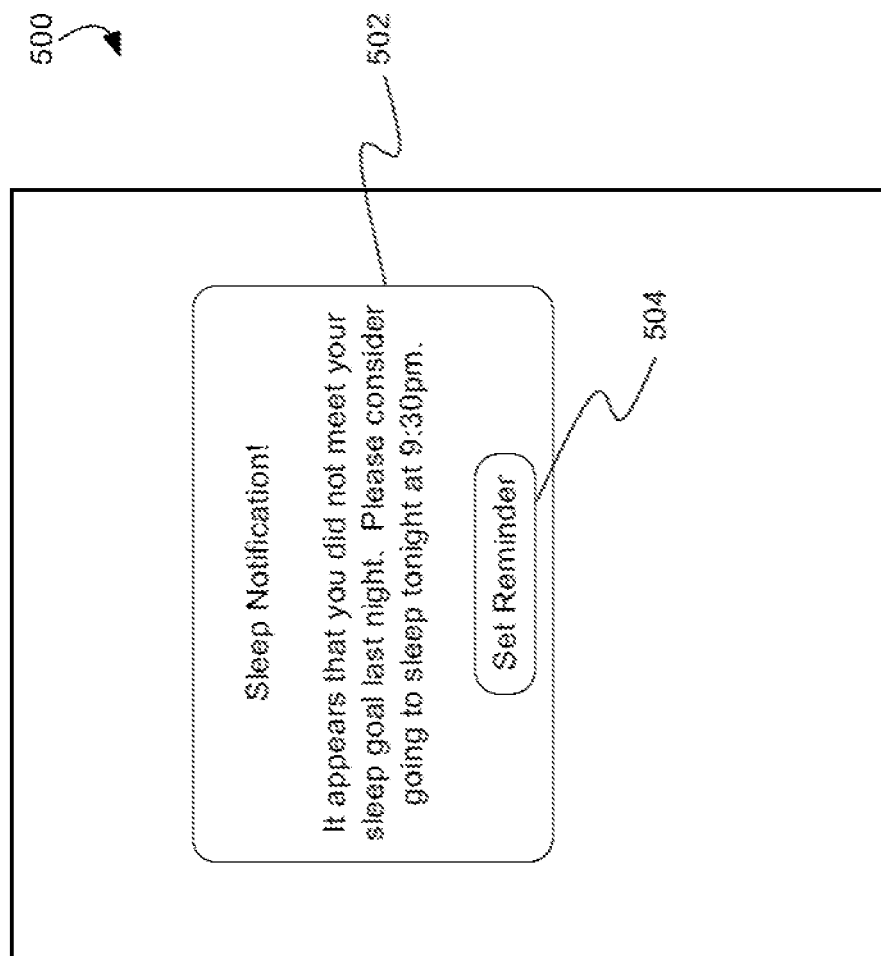 500
502
Sleep Notification!
It appears that you did not meet your
sleep goal last night.  Please consider
going to sleep tonight at 9:30pm.
Set Reminder
504